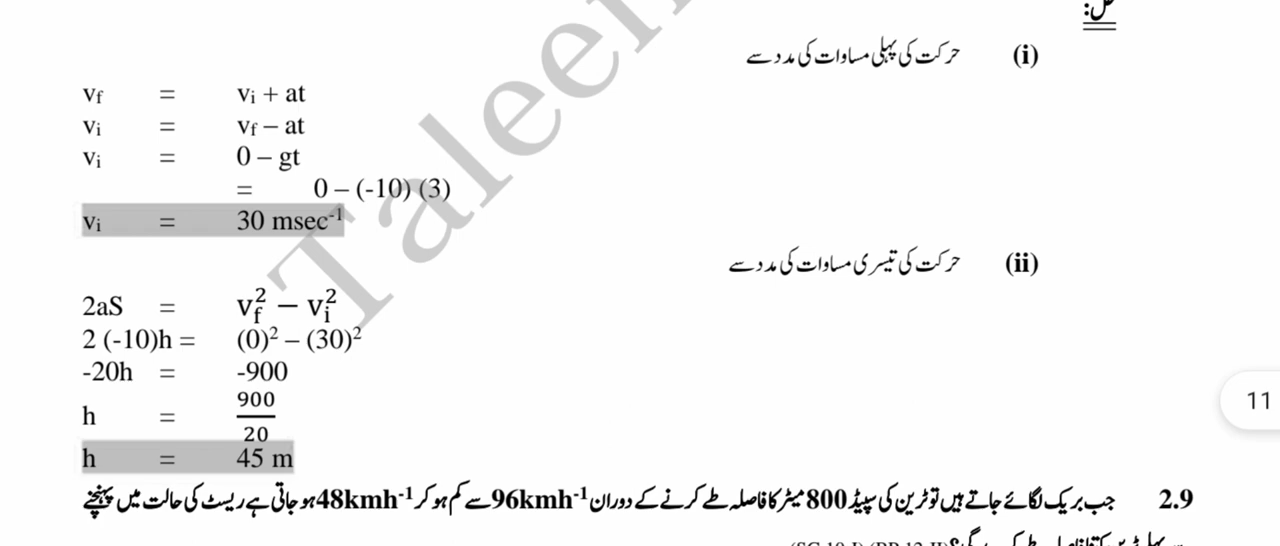 حل:
(i) حرکت کی پہلی مساوات کی مدد سے
vf = vi + at
vi = vf – at
vi = 0 – gt
= 0 – (-10) (3)
vi = 30 msec⁻¹
(ii) حرکت کی تیسری مساوات کی مدد سے
2aS = vf² − vi²
2 (-10)h = (0)² – (30)²
-20h = -900
h = 900/20
h = 45 m
2.9 جب بریک لگائے جاتے ہیں تو ٹرین کی سپیڈ 800 میٹر کا فاصلہ طے کرنے کے دوران 96kmh⁻¹ سے کم ہو کر 48kmh⁻¹ ہو جاتی ہے ریسٹ کی حالت میں پہنچنے
11
Taleem